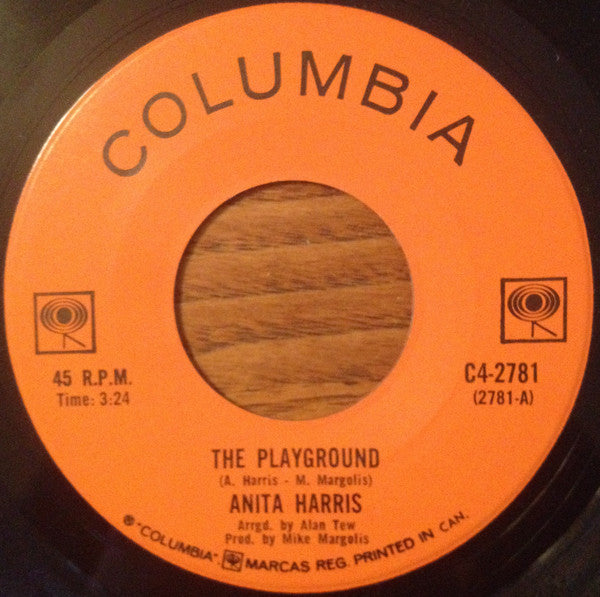 COLUMBIA
45 R.P.M.
Time: 3:24
C4-2781
(2781-A)
THE PLAYGROUND
(A. Harris - M. Margolis)
ANITA HARRIS
Arrgd. by Alan Tew
Prod. by Mike Margolis
® "COLUMBIA", MARCAS REG. PRINTED IN CAN.